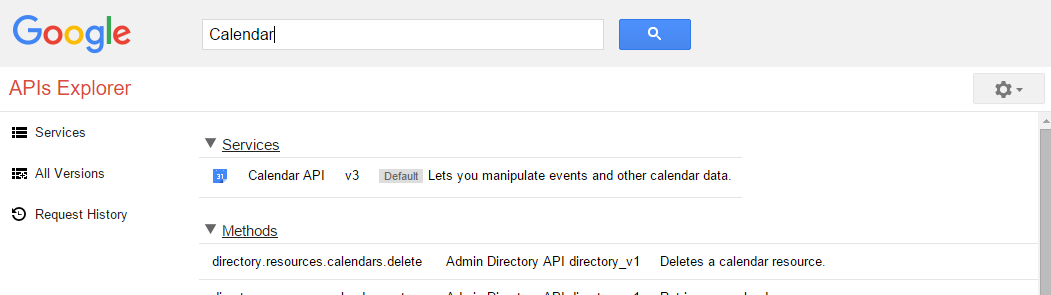 Google
Calendar
APIs Explorer
Services
All Versions
Request History
Services
31 Calendar API v3 Default Lets you manipulate events and other calendar data.
Methods
directory.resources.calendars.delete Admin Directory API directory_v1 Deletes a calendar resource.